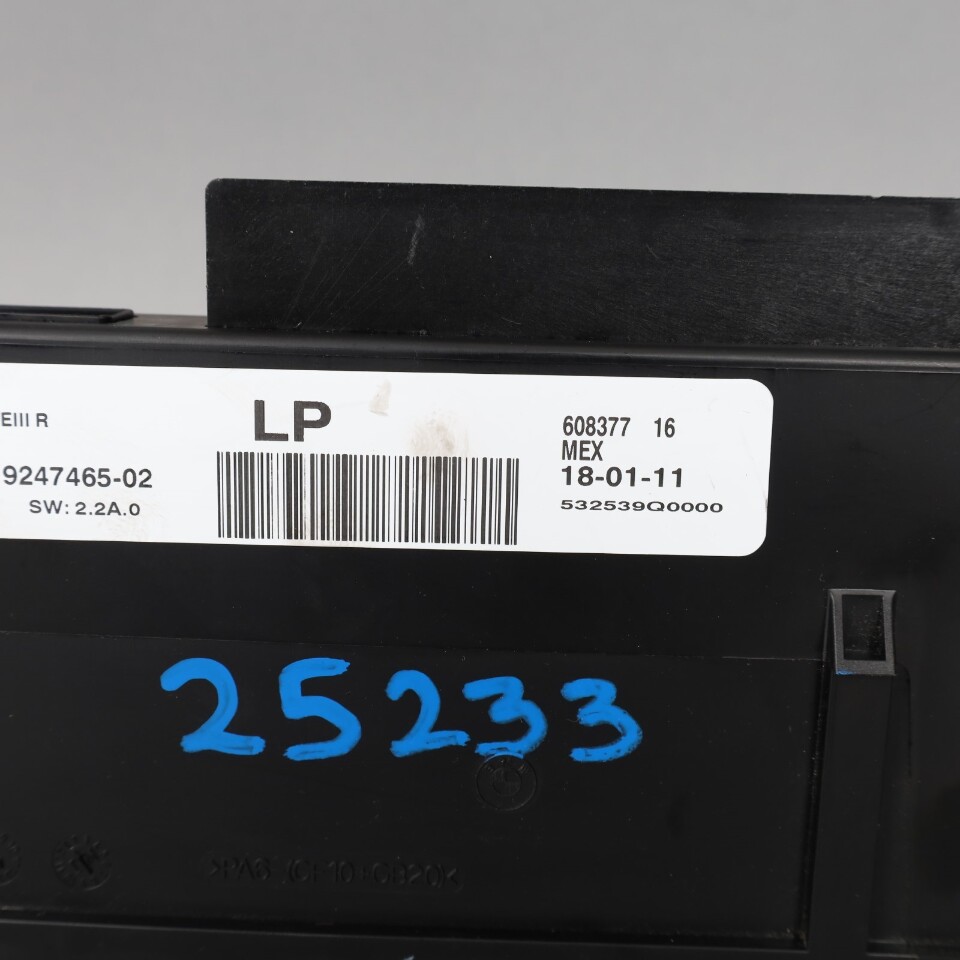 EIII R
LP
608377 16
MEX
9247465-02
18-01-11
SW: 2.2A.0
532539Q0000
25233